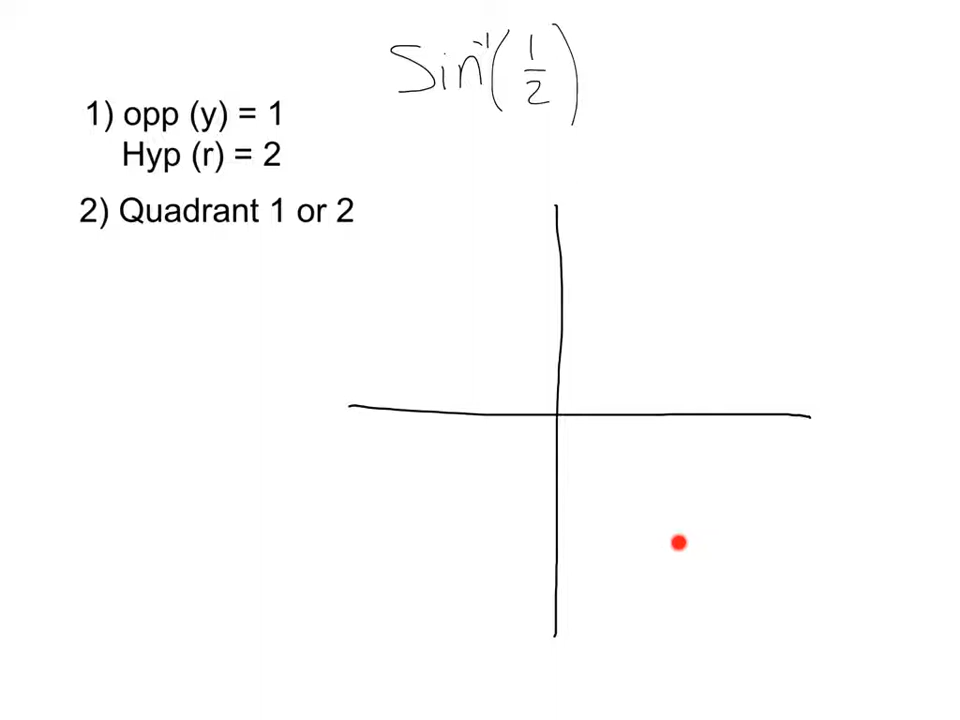 Sin⁻¹(1/2)
1) opp (y) = 1
Hyp (r) = 2
2) Quadrant 1 or 2